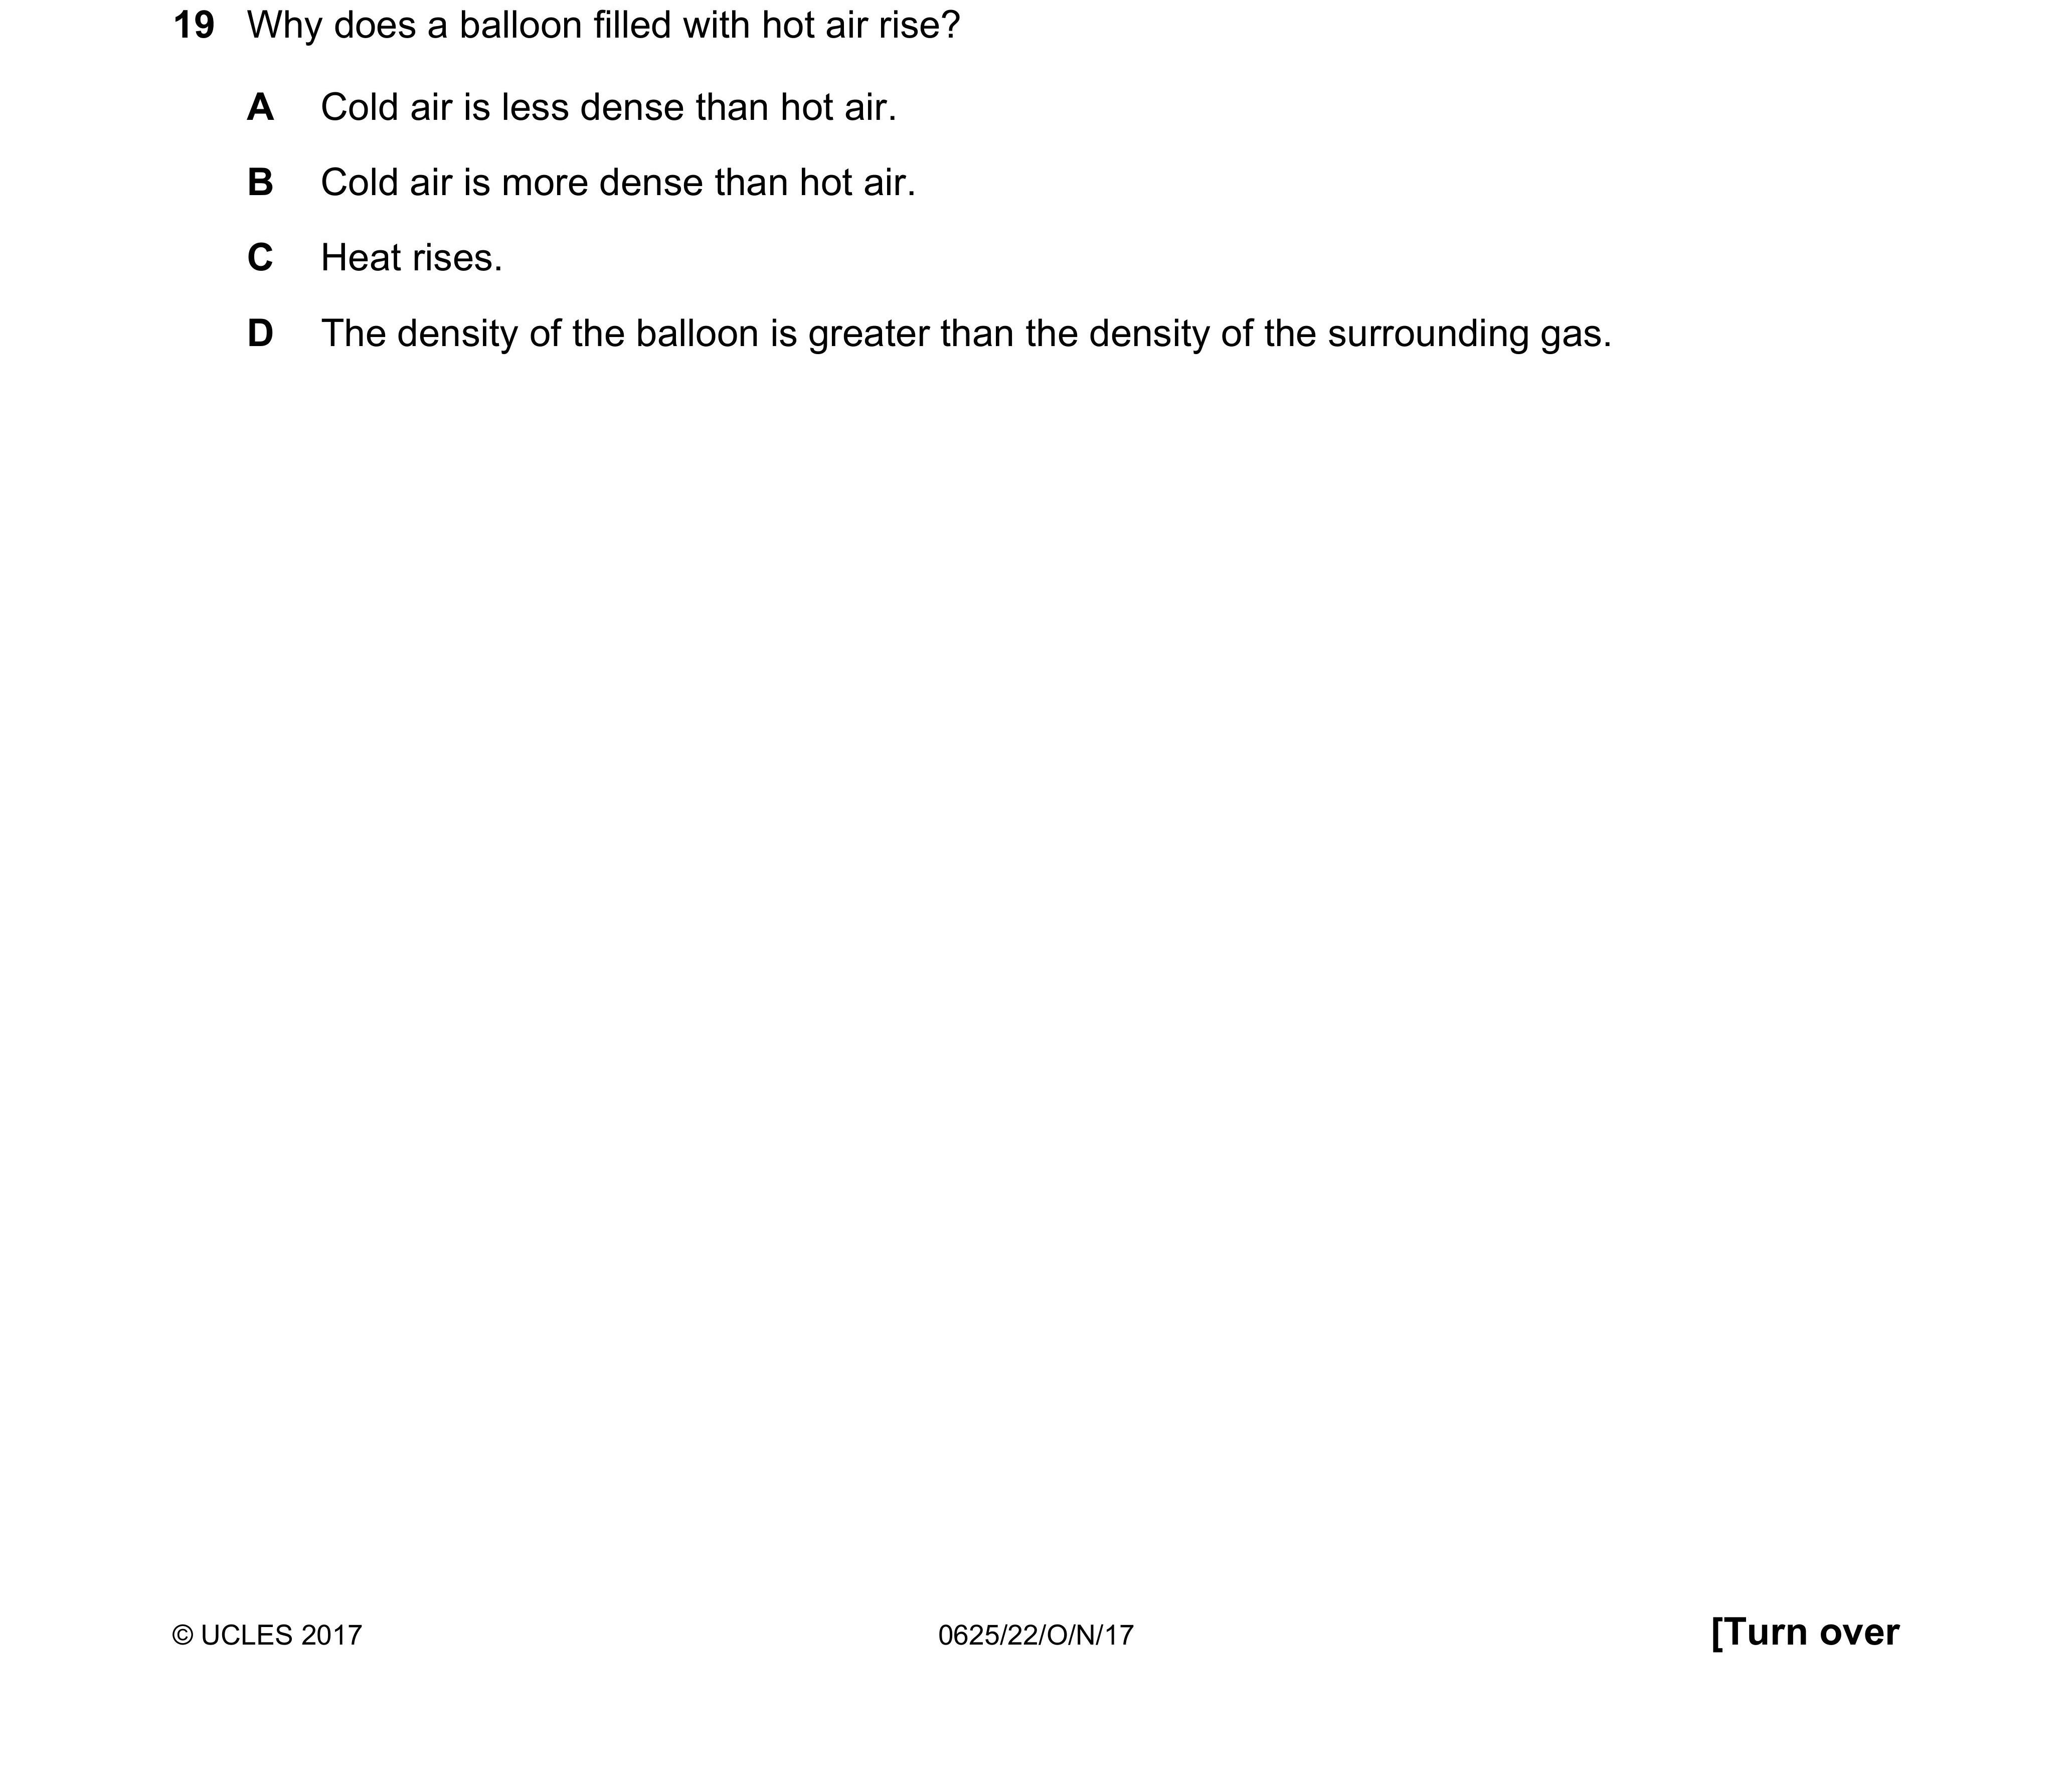 19 Why does a balloon filled with hot air rise?
A Cold air is less dense than hot air.
B Cold air is more dense than hot air.
C Heat rises.
D The density of the balloon is greater than the density of the surrounding gas.
© UCLES 2017 0625/22/O/N/17 [Turn over